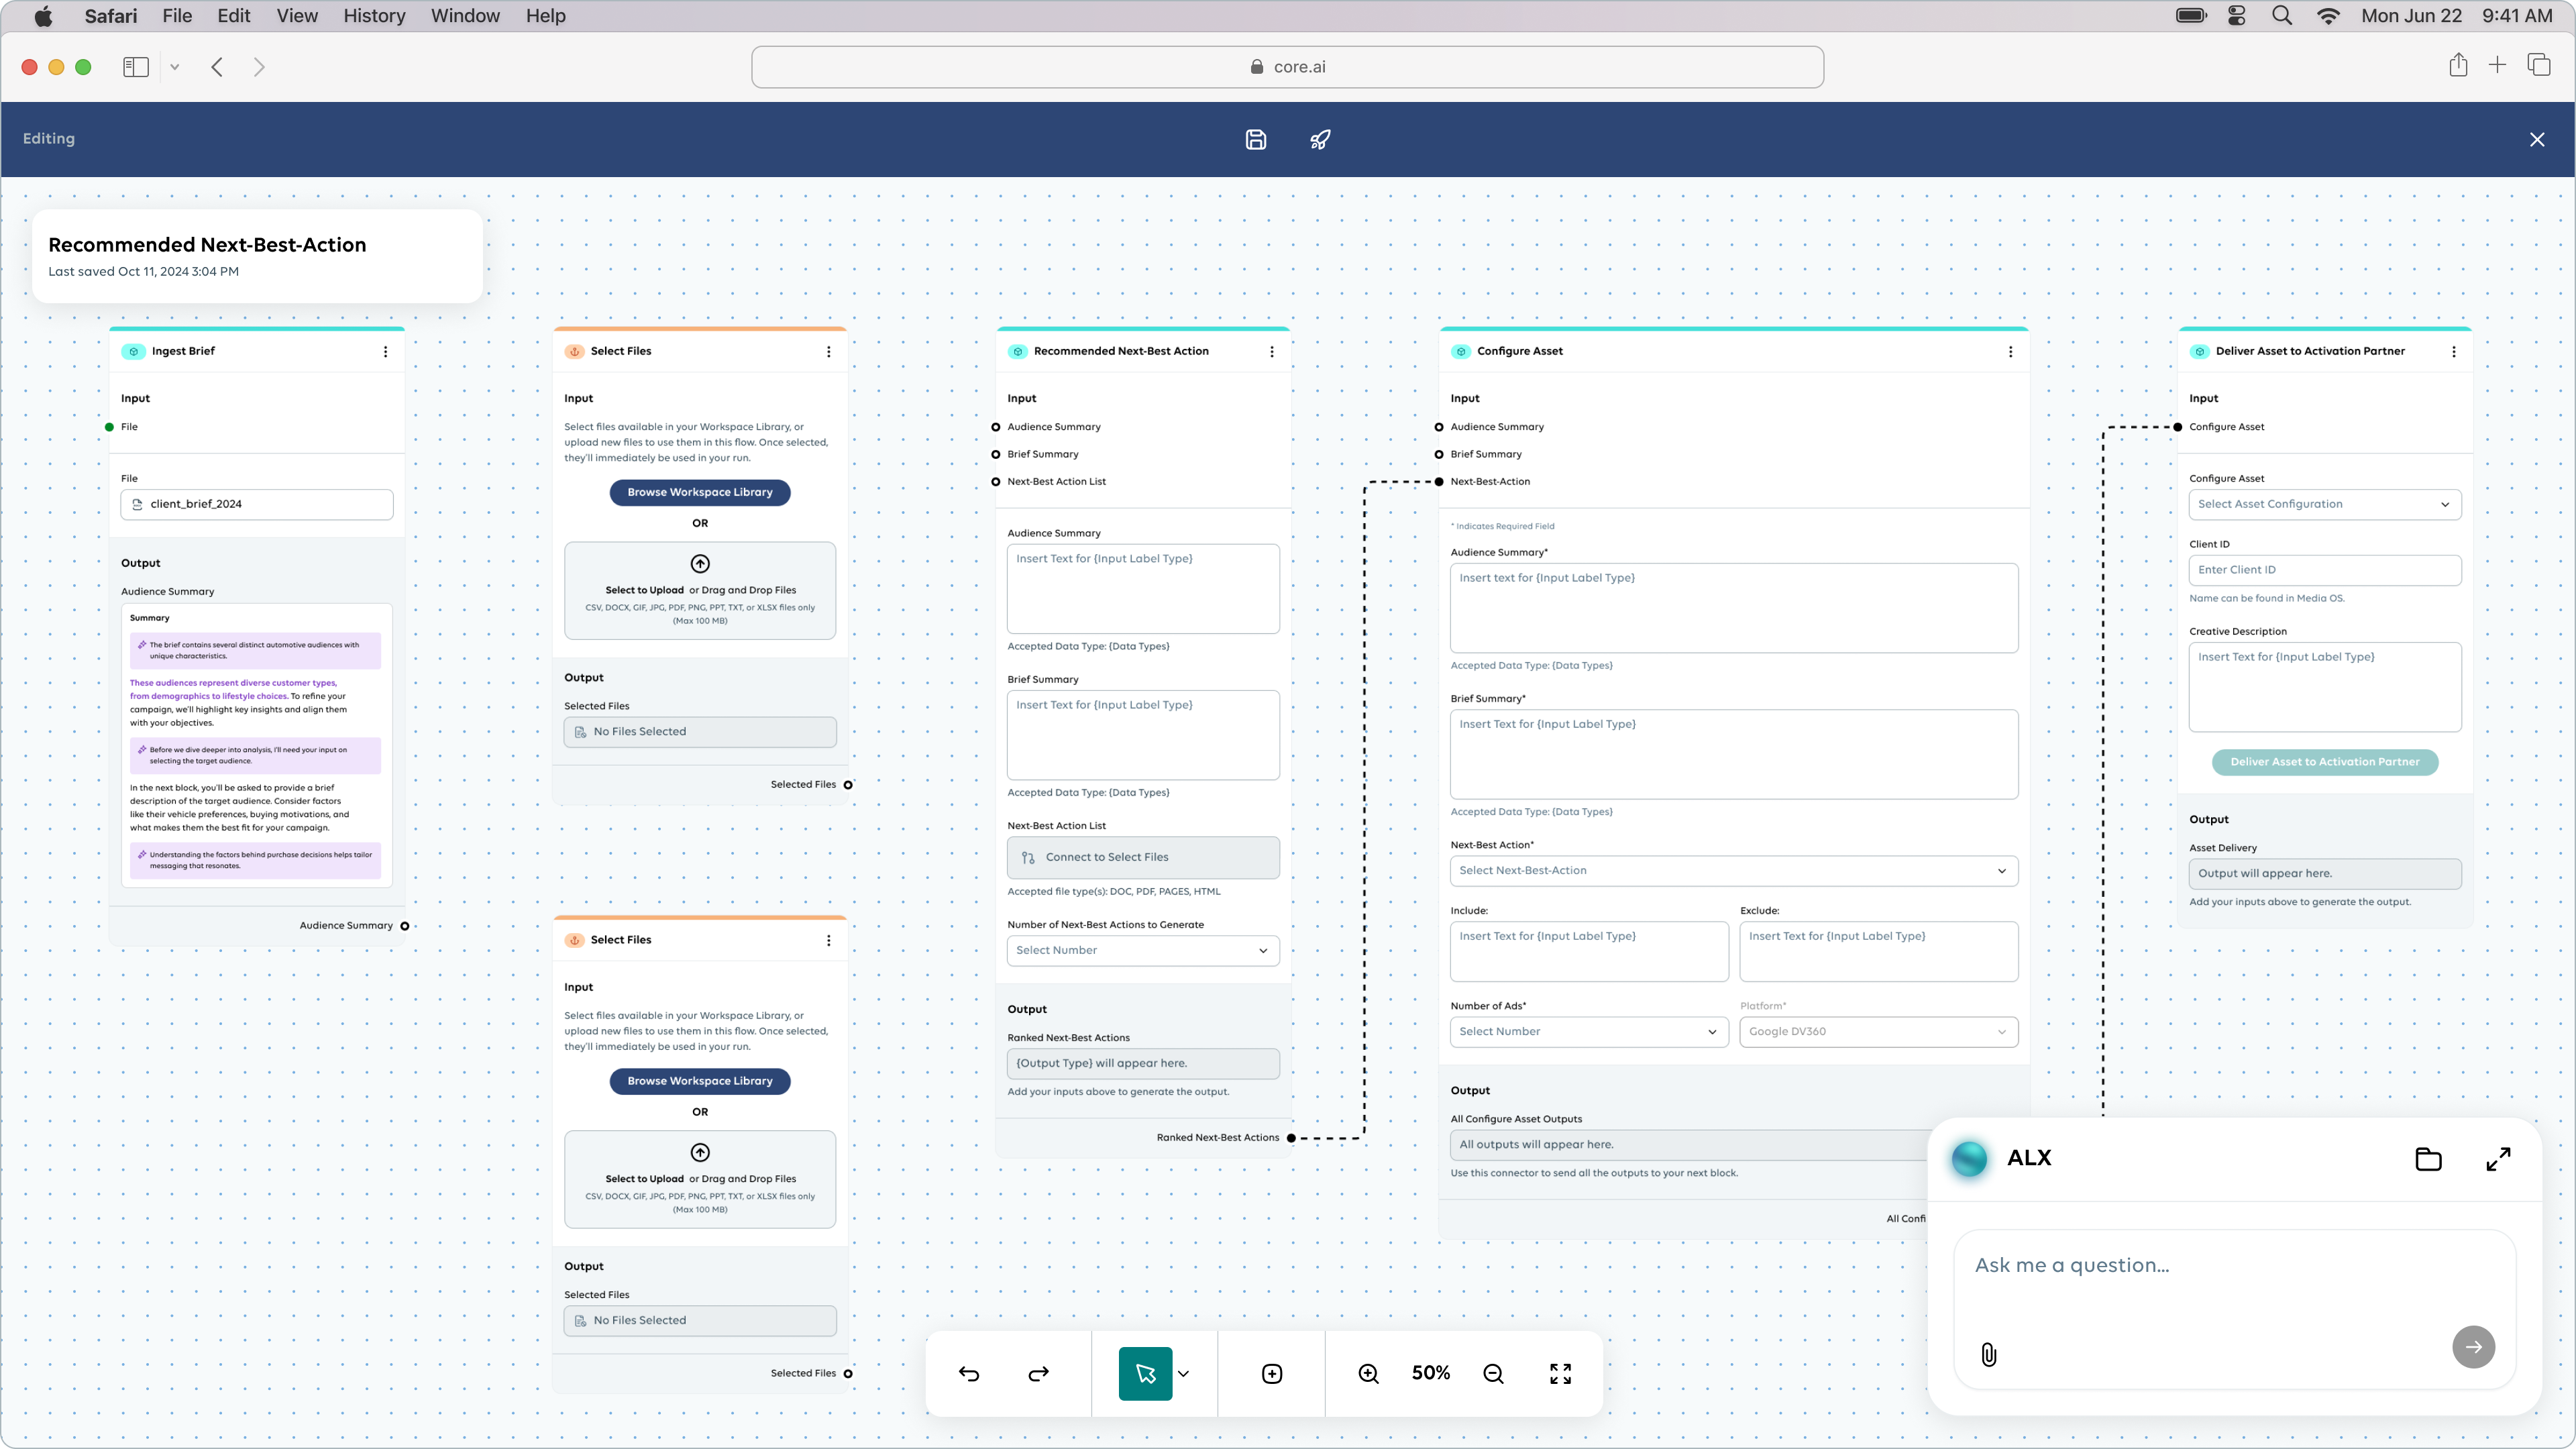 Safari File Edit View History Window Help
Mon Jun 22 9:41 AM
core.ai
Editing
Recommended Next-Best-Action
Last saved Oct 11, 2024 3:04 PM
Ingest Brief
Input
File
File
client_brief_2024
Output
Audience Summary
Summary
The brief contains several distinct automotive audiences with
unique characteristics.
These audiences represent diverse customer types,
from demographics to lifestyle choices. To refine your
campaign, we'll highlight key insights and align them
with your objectives.
Before we dive deeper into analysis, I'll need your input on
selecting the target audience.
In the next block, you'll be asked to provide a brief
description of the target audience. Consider factors
like their vehicle preferences, buying motivations, and
what makes them the best fit for your campaign.
Understanding the factors behind purchase decisions helps tailor
messaging that resonates.
Audience Summary
Select Files
Input
Select files available in your Workspace Library, or
upload new files to use them in this flow. Once selected,
they'll immediately be used in your run.
Browse Workspace Library
OR
Select to Upload or Drag and Drop Files
CSV, DOCX, GIF, JPG, PDF, PNG, PPT, TXT, or XLSX files only
(Max 100 MB)
Output
Selected Files
No Files Selected
Selected Files
Select Files
Input
Select files available in your Workspace Library, or
upload new files to use them in this flow. Once selected,
they'll immediately be used in your run.
Browse Workspace Library
OR
Select to Upload or Drag and Drop Files
CSV, DOCX, GIF, JPG, PDF, PNG, PPT, TXT, or XLSX files only
(Max 100 MB)
Output
Selected Files
No Files Selected
Selected Files
Recommended Next-Best Action
Input
Audience Summary
Brief Summary
Next-Best Action List
Audience Summary
Insert Text for {Input Label Type}
Accepted Data Type: {Data Types}
Brief Summary
Insert Text for {Input Label Type}
Accepted Data Type: {Data Types}
Next-Best Action List
Connect to Select Files
Accepted file type(s): DOC, PDF, PAGES, HTML
Number of Next-Best Actions to Generate
Select Number
Output
Ranked Next-Best Actions
{Output Type} will appear here.
Add your inputs above to generate the output.
Ranked Next-Best Actions
Configure Asset
Input
Audience Summary
Brief Summary
Next-Best-Action
* Indicates Required Field
Audience Summary*
Insert text for {Input Label Type}
Accepted Data Type: {Data Types}
Brief Summary*
Insert Text for {Input Label Type}
Accepted Data Type: {Data Types}
Next-Best Action*
Select Next-Best-Action
Include: Exclude:
Insert Text for {Input Label Type} Insert Text for {Input Label Type}
Number of Ads* Platform*
Select Number Google DV360
Output
All Configure Asset Outputs
All outputs will appear here.
Use this connector to send all the outputs to your next block.
All Confi
Deliver Asset to Activation Partner
Input
Configure Asset
Configure Asset
Select Asset Configuration
Client ID
Enter Client ID
Name can be found in Media OS.
Creative Description
Insert Text for {Input Label Type}
Deliver Asset to Activation Partner
Output
Asset Delivery
Output will appear here.
Add your inputs above to generate the output.
ALX
Ask me a question...
50%